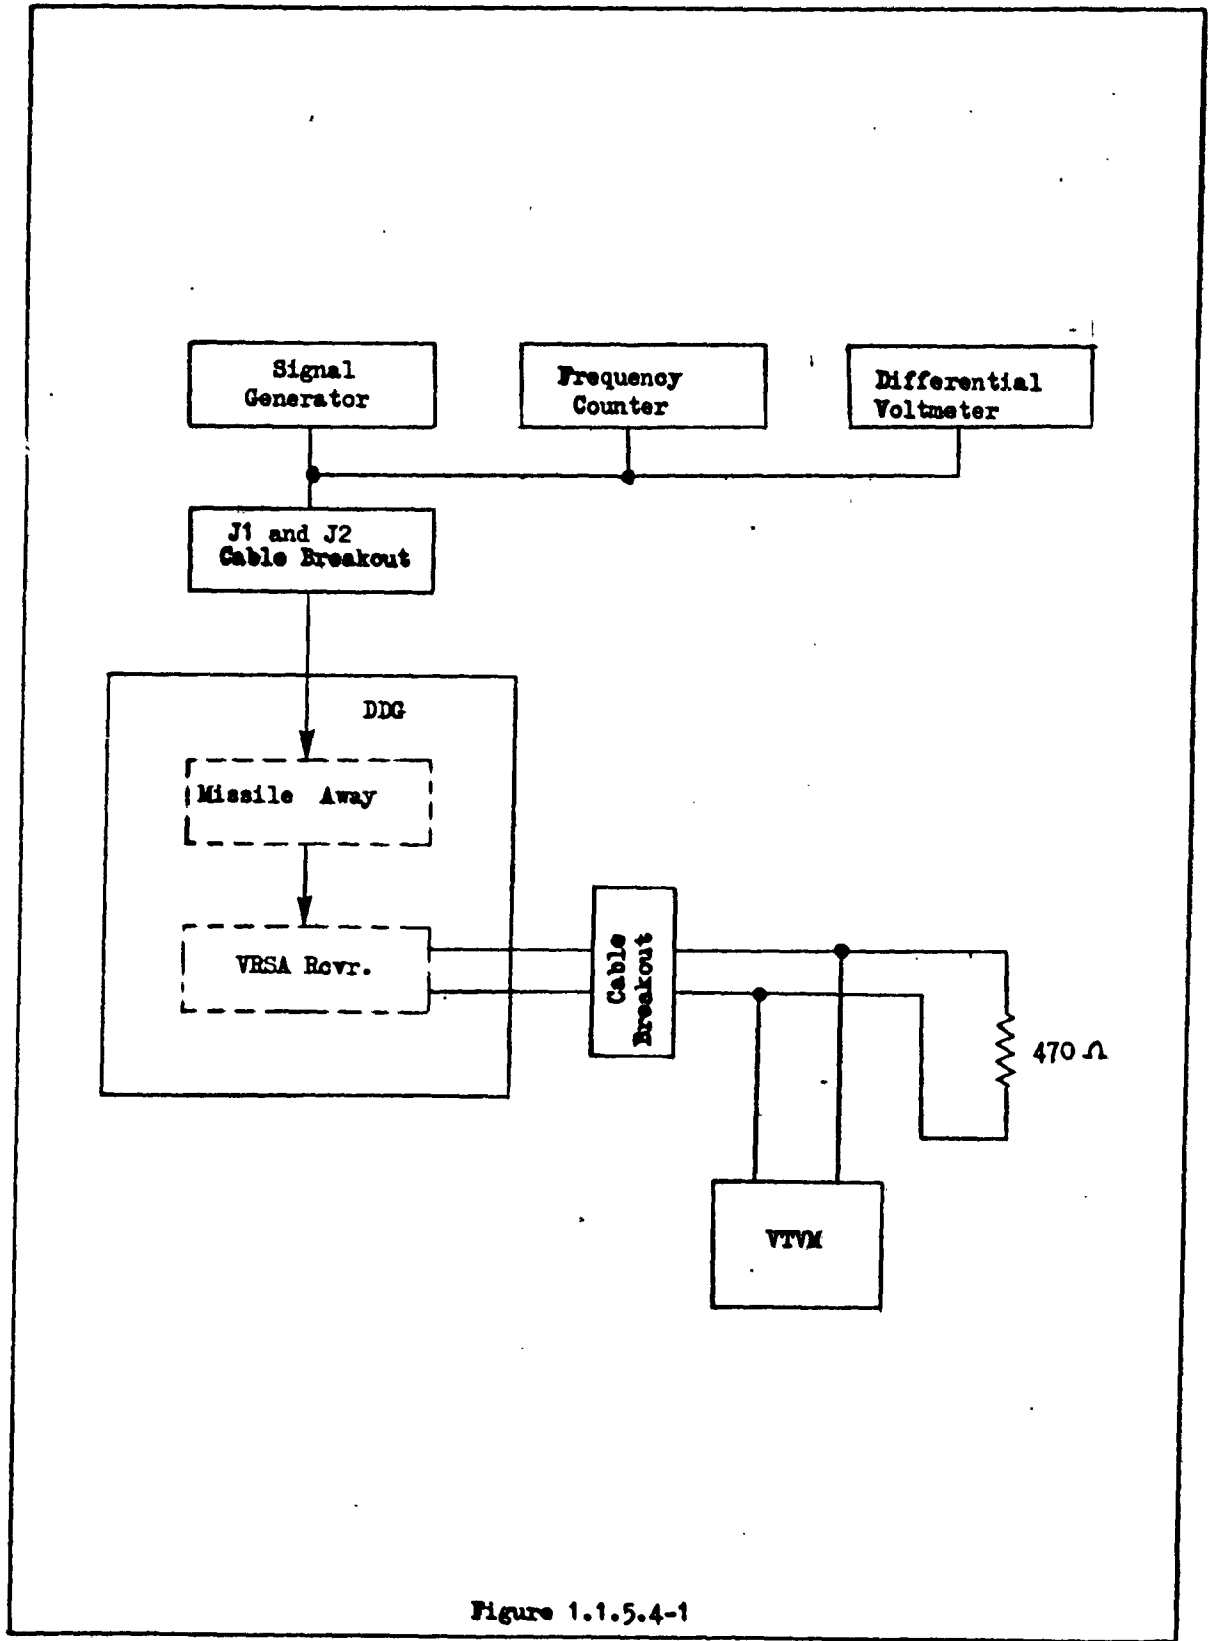 Signal
Generator
Frequency
Counter
Differential
Voltmeter
J1 and J2
Cable Breakout
DDG
Missile Away
VRSA Rcvr.
Cable
Breakout
470 Ω
VTVM
Figure 1.1.5.4-1